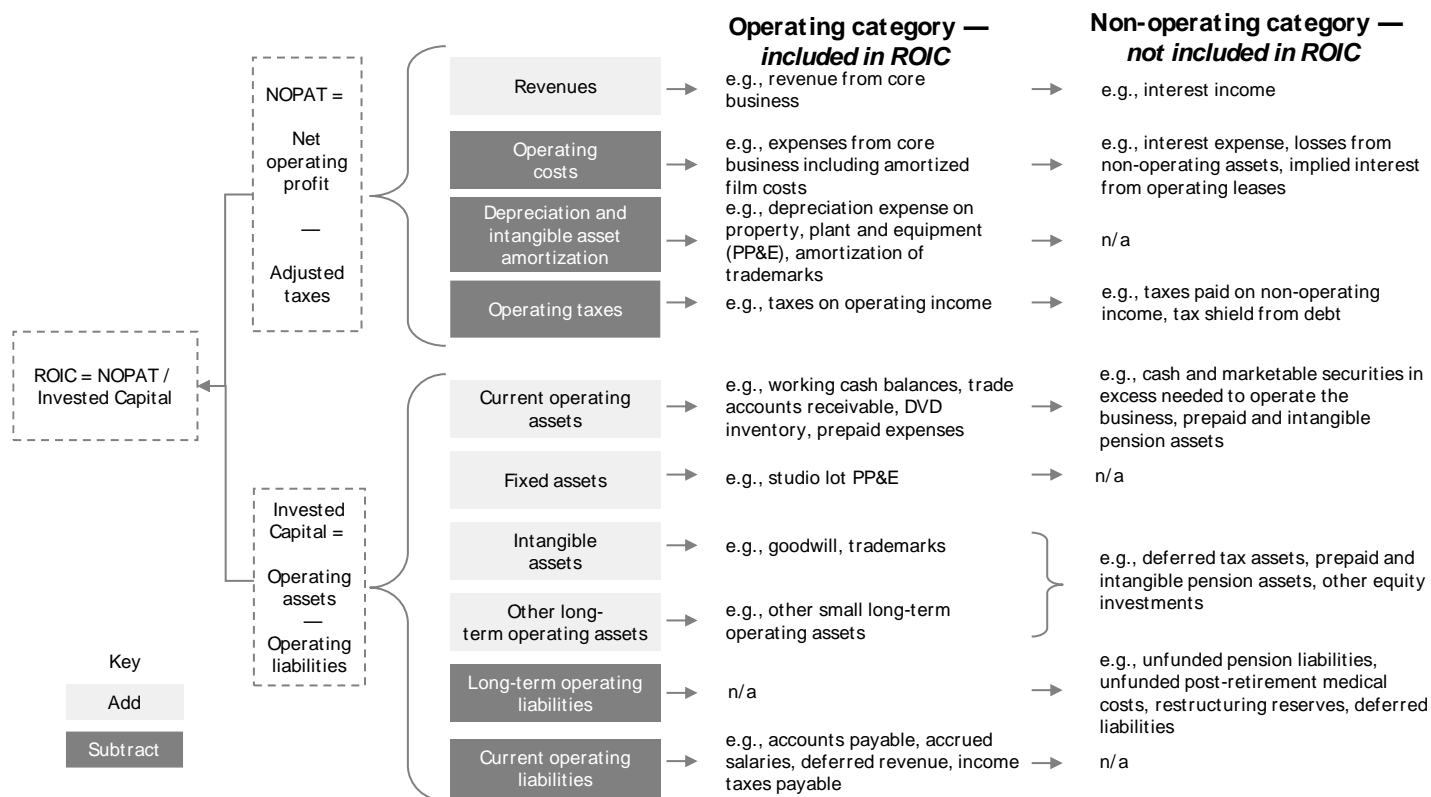 Operating category —
included in ROIC
Non-operating category —
not included in ROIC
NOPAT =
Net
operating
profit
—
Adjusted
taxes
Revenues
e.g., revenue from core
business
e.g., interest income
Operating
costs
e.g., expenses from core
business including amortized
film costs
e.g., interest expense, losses from
non-operating assets, implied interest
from operating leases
Depreciation and
intangible asset
amortization
e.g., depreciation expense on
property, plant and equipment
(PP&E), amortization of
trademarks
n/a
Operating taxes
e.g., taxes on operating income
e.g., taxes paid on non-operating
income, tax shield from debt
ROIC = NOPAT /
Invested Capital
Invested
Capital =
Operating
assets
—
Operating
liabilities
Current operating
assets
e.g., working cash balances, trade
accounts receivable, DVD
inventory, prepaid expenses
e.g., cash and marketable securities in
excess needed to operate the
business, prepaid and intangible
pension assets
Fixed assets
e.g., studio lot PP&E
n/a
Intangible
assets
e.g., goodwill, trademarks
e.g., deferred tax assets, prepaid and
intangible pension assets, other equity
investments
Other long-
term operating assets
e.g., other small long-term
operating assets
Long-term operating
liabilities
n/a
e.g., unfunded pension liabilities,
unfunded post-retirement medical
costs, restructuring reserves, deferred
liabilities
Current operating
liabilities
e.g., accounts payable, accrued
salaries, deferred revenue, income
taxes payable
n/a
Key
Add
Subtract